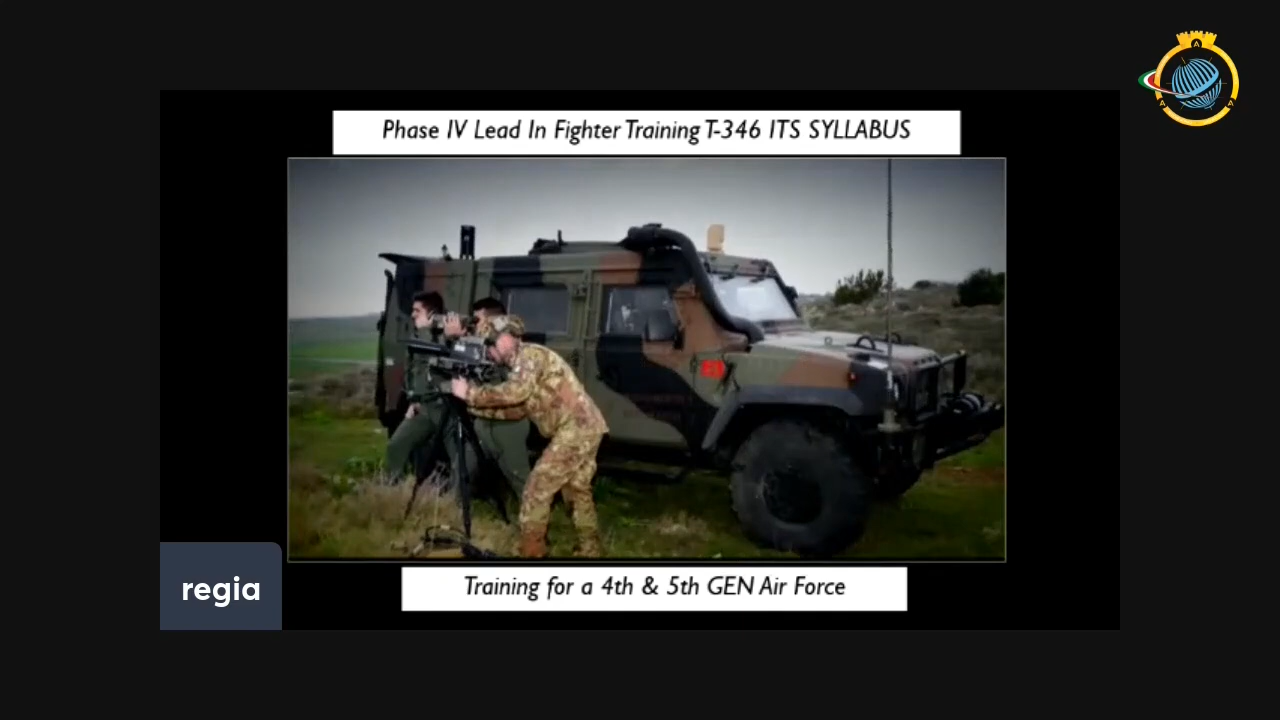 Phase IV Lead In Fighter Training T-346 ITS SYLLABUS
regia
Training for a 4th & 5th GEN Air Force